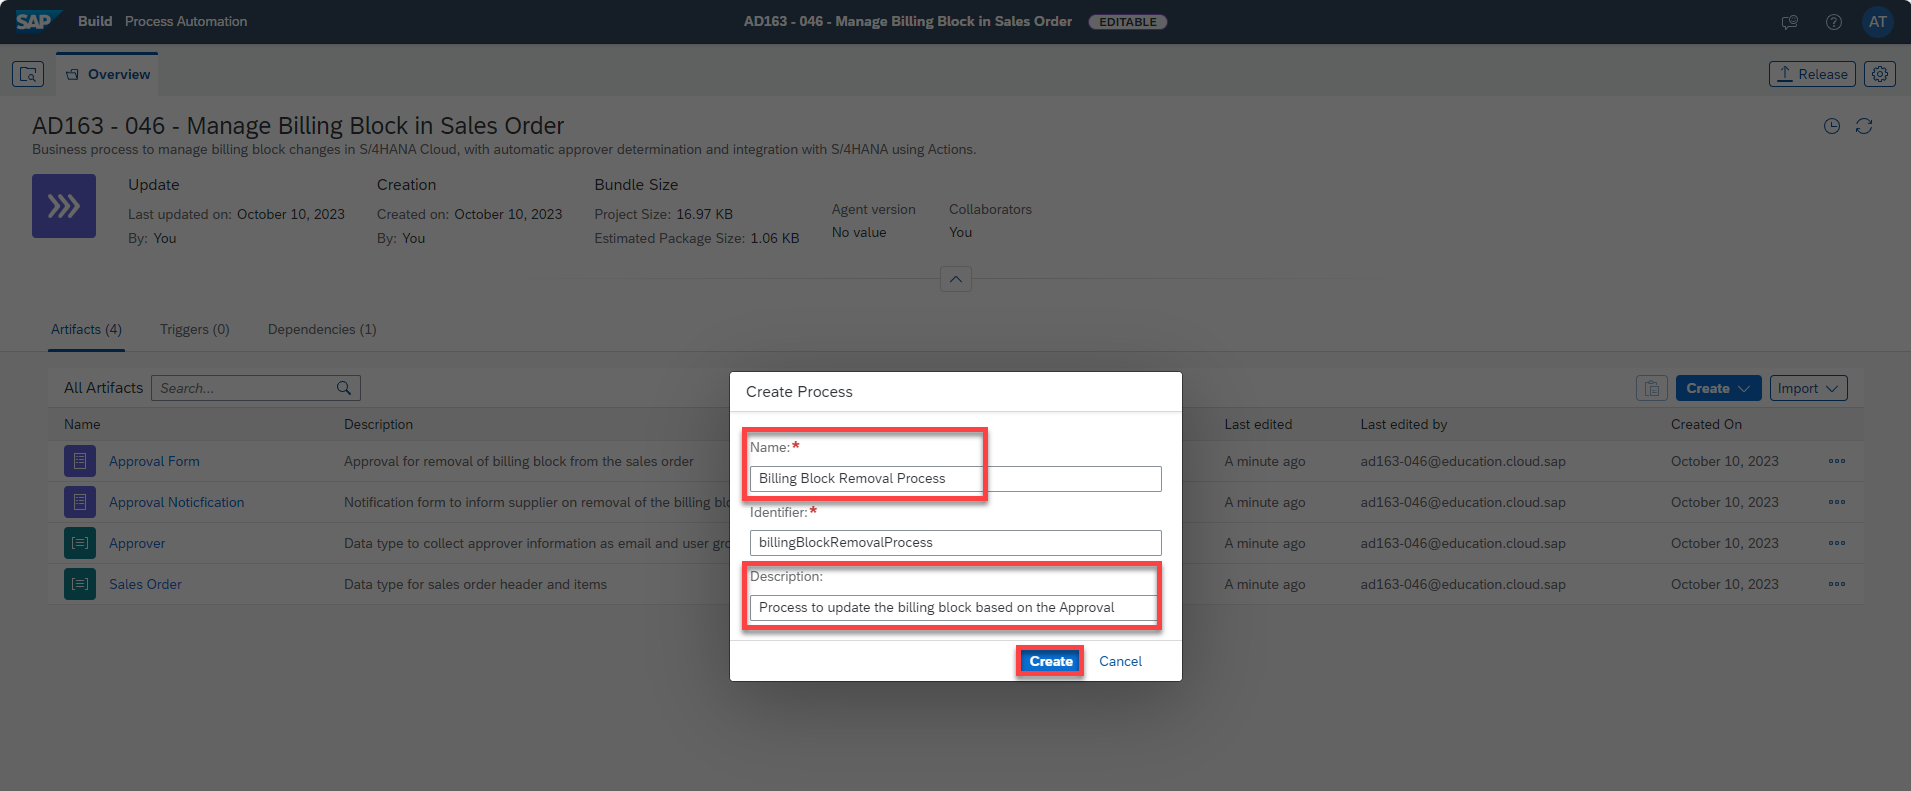 SAP Build Process Automation AD163 - 046 - Manage Billing Block in Sales Order EDITABLE AT
Overview Release
AD163 - 046 - Manage Billing Block in Sales Order
Business process to manage billing block changes in S/4HANA Cloud, with automatic approver determination and integration with S/4HANA using Actions.
Update Creation Bundle Size
Last updated on: October 10, 2023 Created on: October 10, 2023 Project Size: 16.97 KB Agent version Collaborators
By: You By: You Estimated Package Size: 1.06 KB No value You
Artifacts (4) Triggers (0) Dependencies (1)
All Artifacts Search... Create Import
Name Description Last edited Last edited by Created On
Approval Form Approval for removal of billing block from the sales order A minute ago ad163-046@education.cloud.sap October 10, 2023
Approval Noticfication Notification form to inform supplier on removal of the billing A minute ago ad163-046@education.cloud.sap October 10, 2023
Approver Data type to collect approver information as email and user A minute ago ad163-046@education.cloud.sap October 10, 2023
Sales Order Data type for sales order header and items A minute ago ad163-046@education.cloud.sap October 10, 2023
Create Process
Name:*
Billing Block Removal Process
Identifier:*
billingBlockRemovalProcess
Description:
Process to update the billing block based on the Approval
Create Cancel